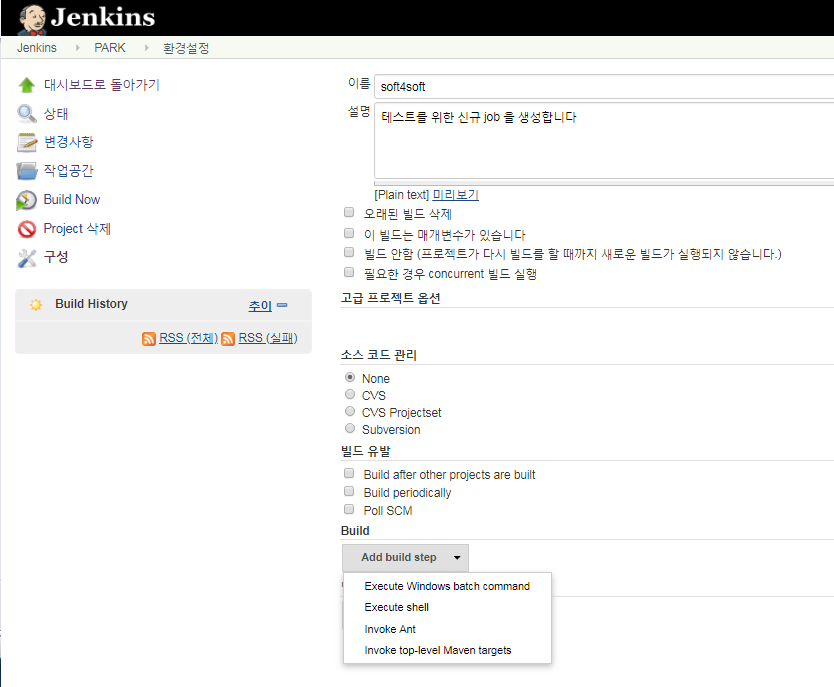 Jenkins
Jenkins PARK 환경설정
대시보드로 돌아가기
상태
변경사항
작업공간
Build Now
Project 삭제
구성
Build History 추이
RSS (전체) RSS (실패)
이름 soft4soft
설명 테스트를 위한 신규 job 을 생성합니다
[Plain text] 미리보기
오래된 빌드 삭제
이 빌드는 매개변수가 있습니다
빌드 안함 (프로젝트가 다시 빌드를 할 때까지 새로운 빌드가 실행되지 않습니다.)
필요한 경우 concurrent 빌드 실행
고급 프로젝트 옵션
소스 코드 관리
None
CVS
CVS Projectset
Subversion
빌드 유발
Build after other projects are built
Build periodically
Poll SCM
Build
Add build step
Execute Windows batch command
Execute shell
Invoke Ant
Invoke top-level Maven targets